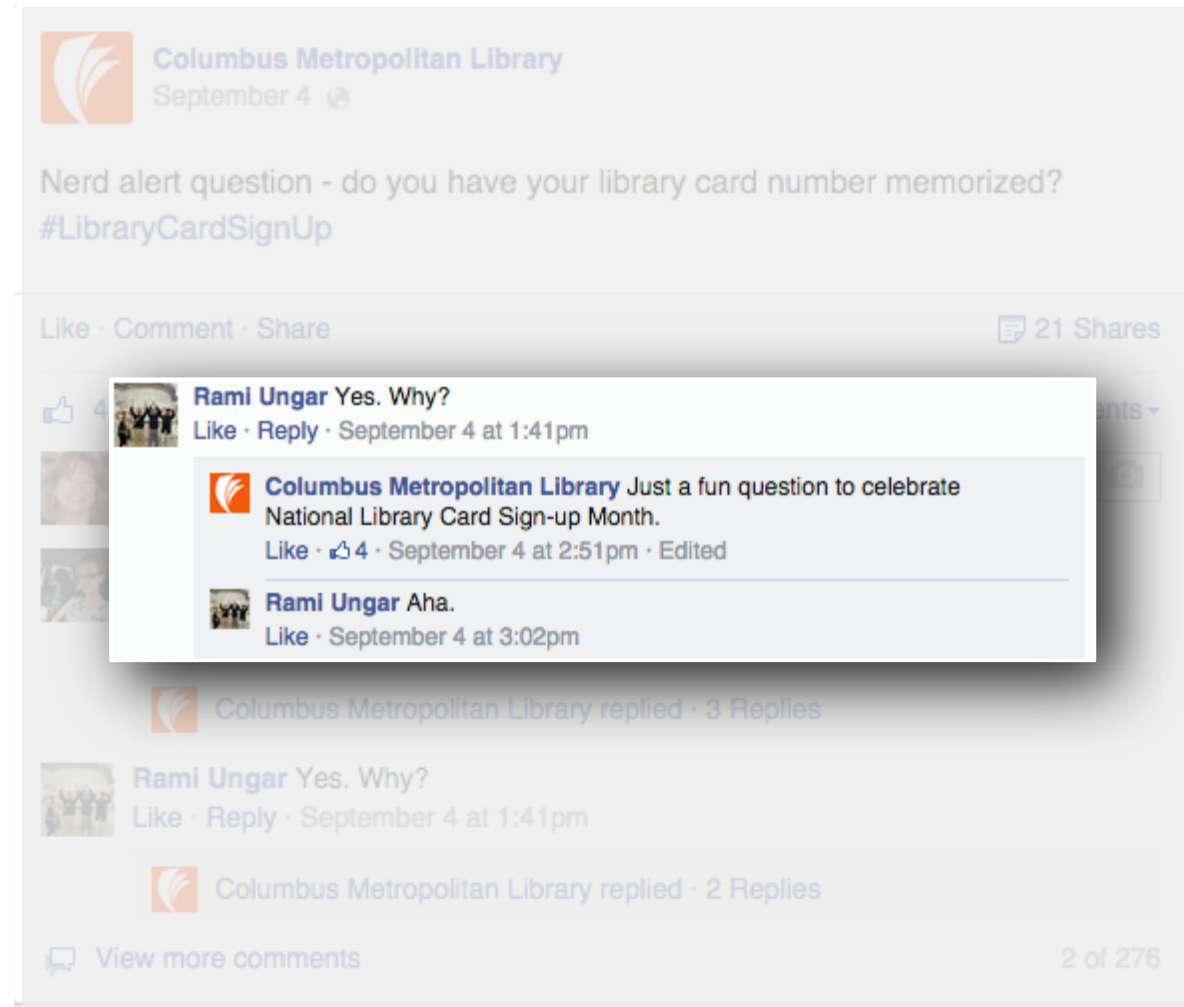 Columbus Metropolitan Library
September 4
Nerd alert question - do you have your library card number memorized?
#LibraryCardSignUp
Like · Comment · Share
21 Shares
4
nts
Rami Ungar Yes. Why?
Like · Reply · September 4 at 1:41pm
Columbus Metropolitan Library Just a fun question to celebrate
National Library Card Sign-up Month.
Like · 4 · September 4 at 2:51pm · Edited
Rami Ungar Aha.
Like · September 4 at 3:02pm
Columbus Metropolitan Library replied · 3 Replies
Rami Ungar Yes. Why?
Like · Reply · September 4 at 1:41pm
Columbus Metropolitan Library replied · 2 Replies
View more comments
2 of 276